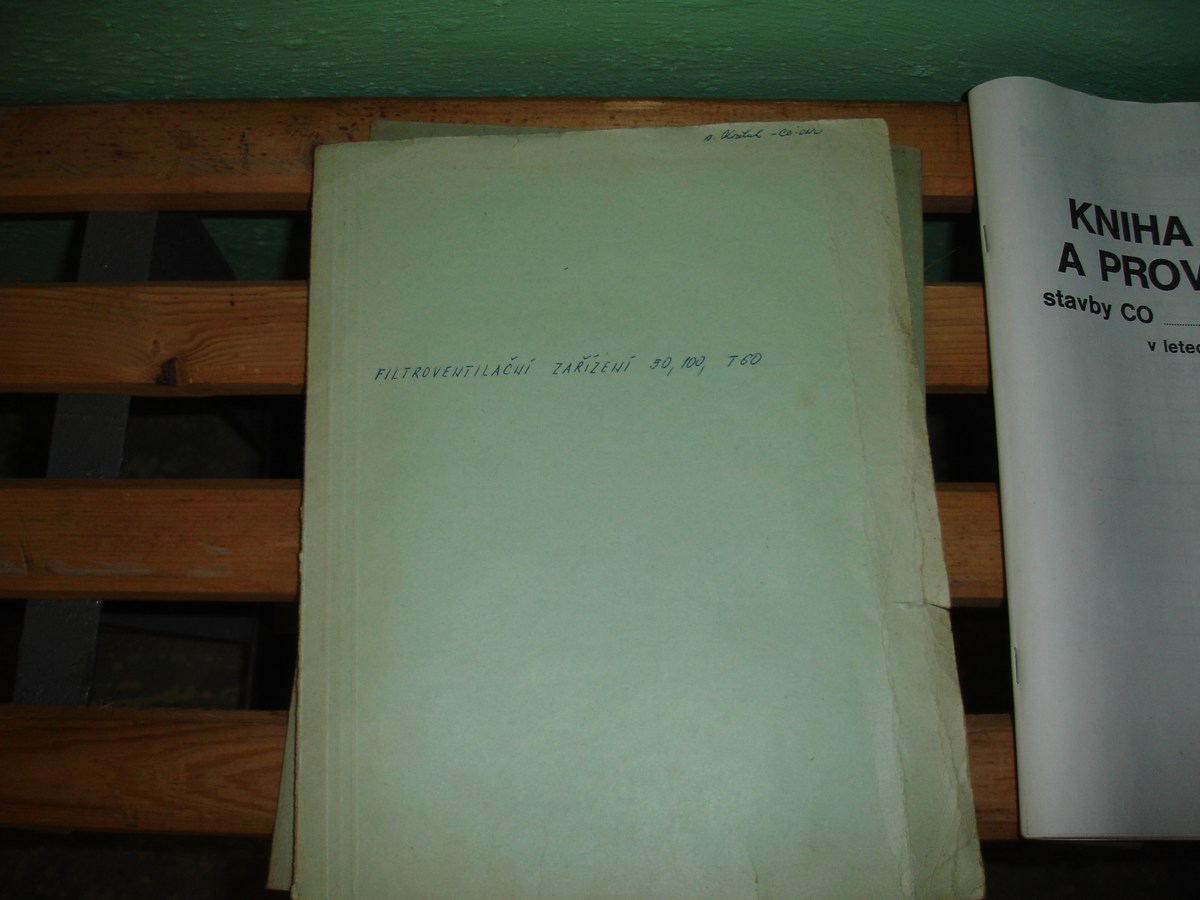 FILTROVENTILAČNÍ ZAŘÍZENÍ 50, 100, T60
KNIHA
A PROV
stavby CO
v letec